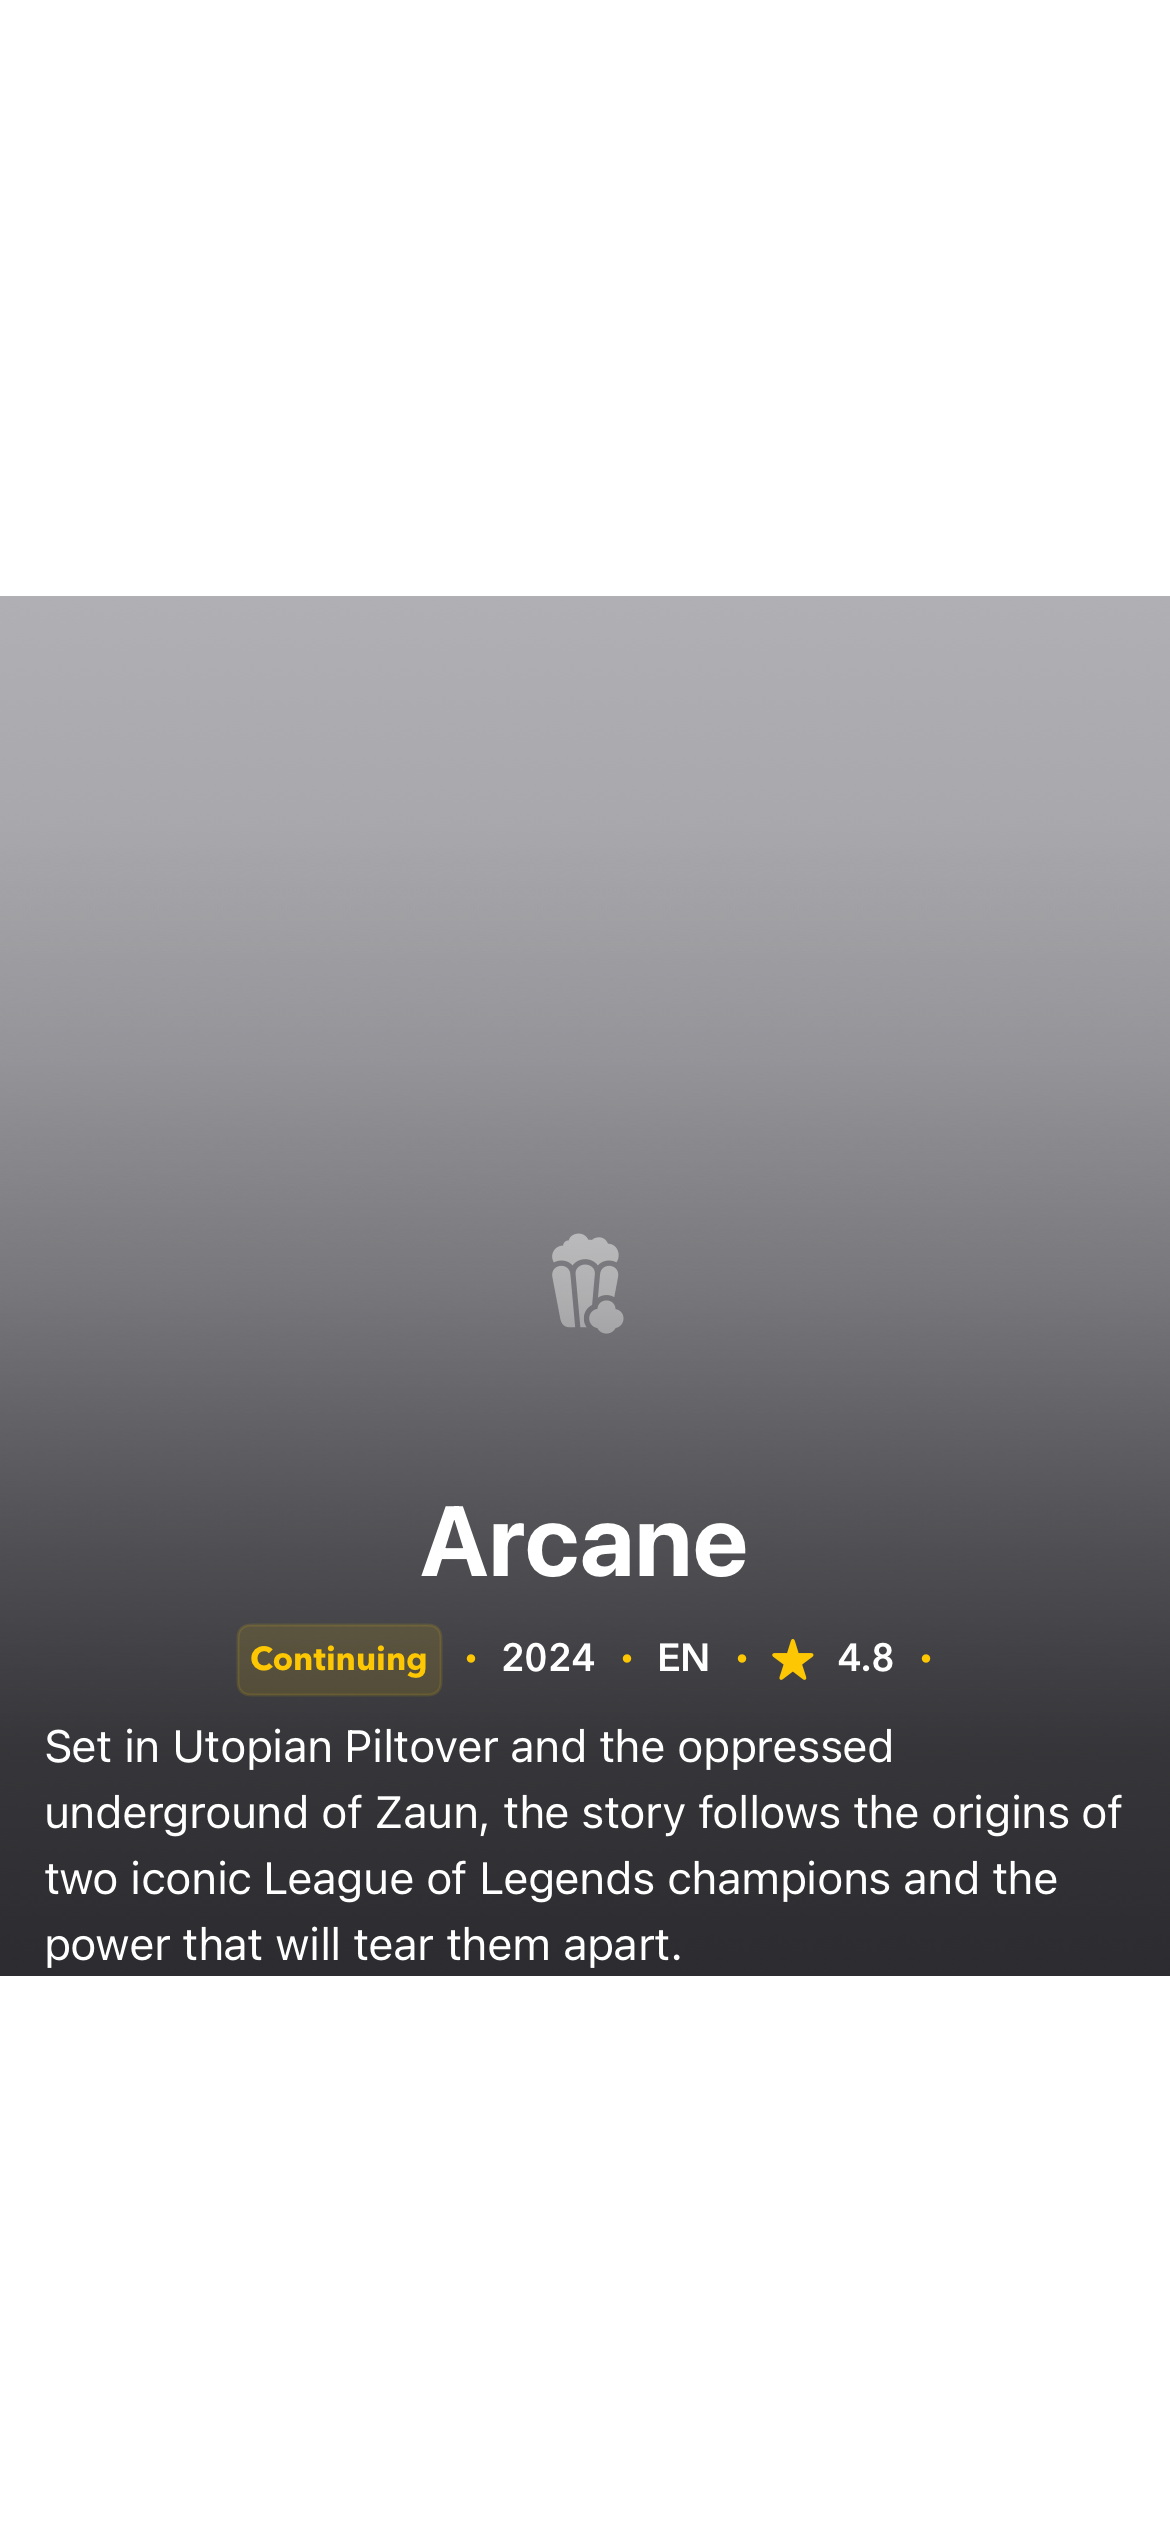 Arcane
Continuing • 2024 • EN • ★ 4.8 •
Set in Utopian Piltover and the oppressed
underground of Zaun, the story follows the origins of
two iconic League of Legends champions and the
power that will tear them apart.